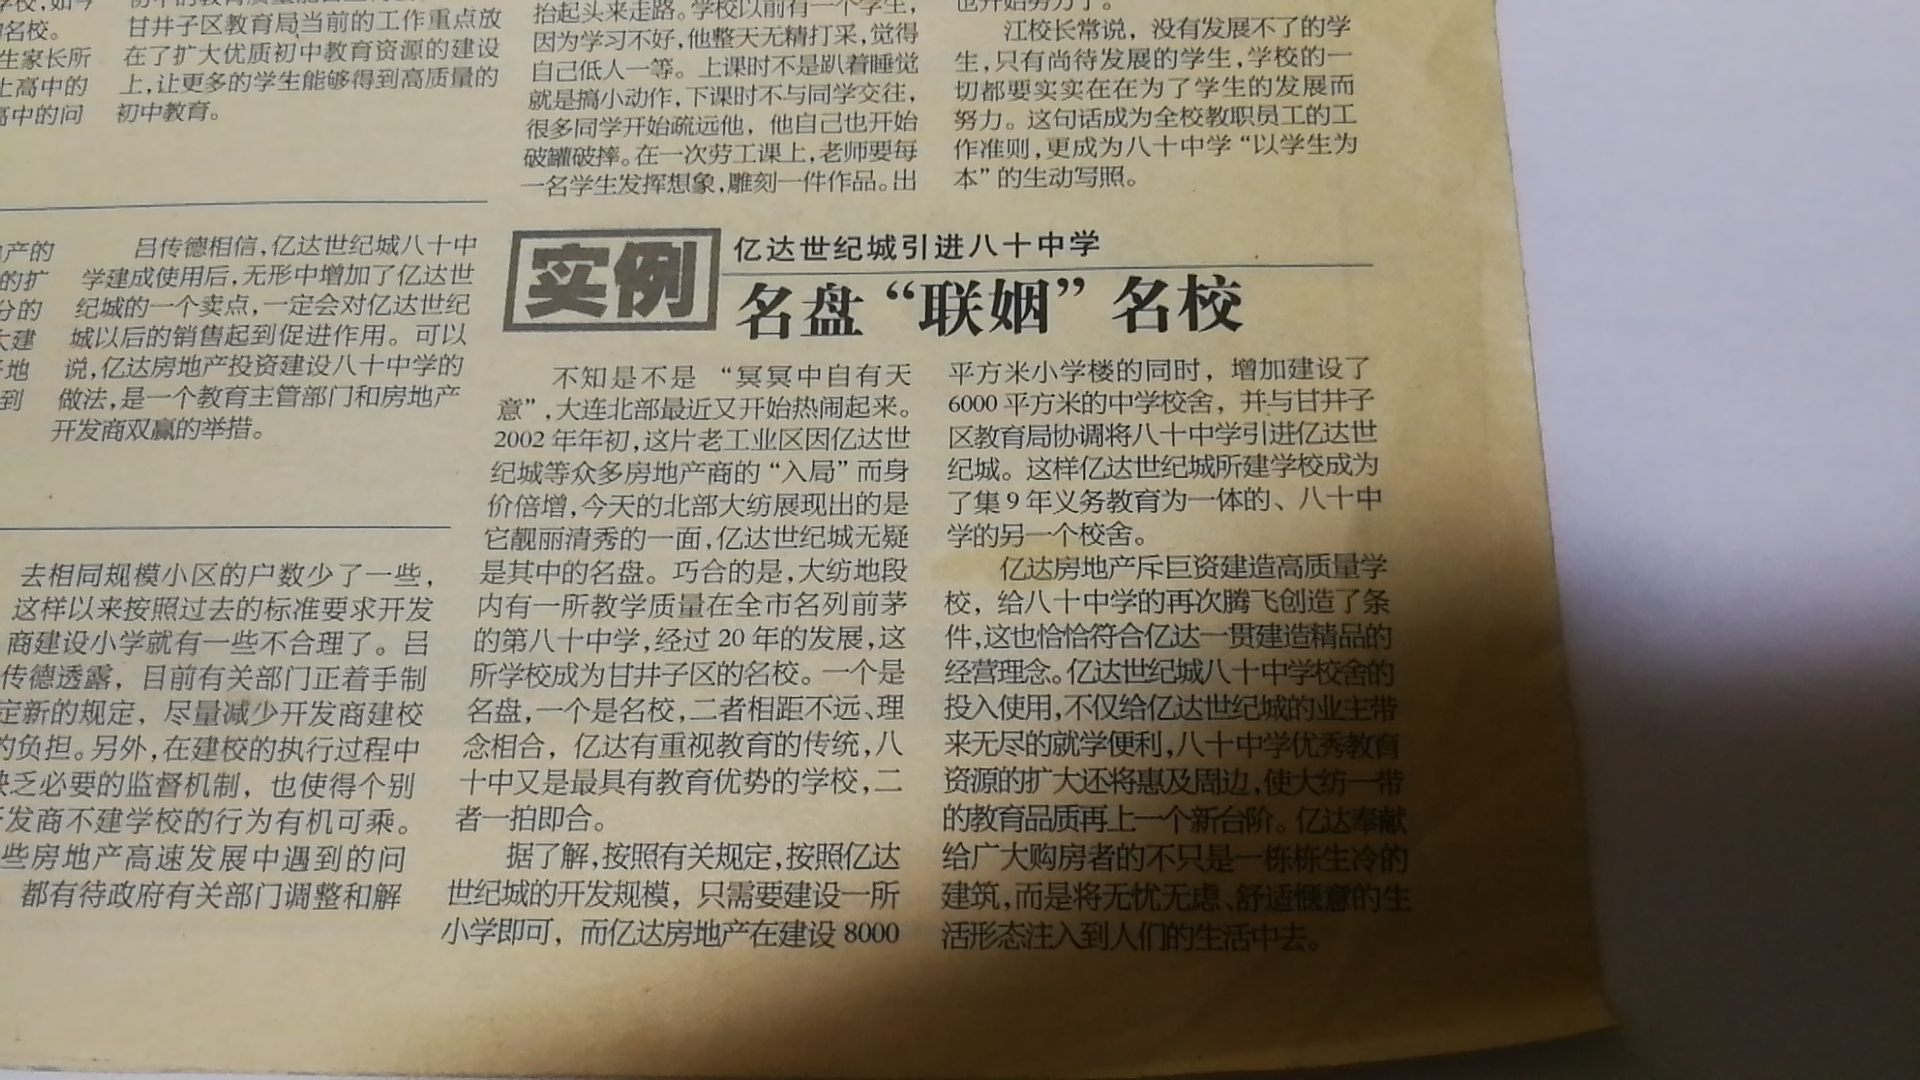 学校，如今
名校。
生家长所
上高中的
高中的问
甘井子区教育局当前的工作重点放
在了扩大优质初中教育资源的建设
上，让更多的学生能够得到高质量的
初中教育。
抬起头来走路。学校以前有一个学生，
因为学习不好，他整天无精打采，觉得
自己低人一等。上课时不是趴着睡觉
就是搞小动作，下课时不与同学交往，
很多同学开始疏远他，他自己也开始
破罐破摔。在一次劳工课上，老师要每
一名学生发挥想象，雕刻一件作品。出
也开始努力了。
江校长常说，没有发展不了的学
生，只有尚待发展的学生，学校的一
切都要实实在在为了学生的发展而
努力。这句话成为全校教职员工的工
作准则，更成为八十中学“以学生为
本”的生动写照。
产的
的扩
分的
大建
地
到
吕传德相信，亿达世纪城八十中
学建成使用后，无形中增加了亿达世
纪城的一个卖点，一定会对亿达世纪
城以后的销售起到促进作用。可以
说，亿达房地产投资建设八十中学的
做法，是一个教育主管部门和房地产
开发商双赢的举措。
去相同规模小区的户数少了一些，
这样以来按照过去的标准要求开发
商建设小学就有一些不合理了。吕
传德透露，目前有关部门正着手制
定新的规定，尽量减少开发商建校
的负担。另外，在建校的执行过程中
缺乏必要的监督机制，也使得个别
开发商不建学校的行为有机可乘。
些房地产高速发展中遇到的问
都有待政府有关部门调整和解
实例
亿达世纪城引进八十中学
名盘“联姻”名校
不知是不是“冥冥中自有天
意”，大连北部最近又开始热闹起来。
2002年年初，这片老工业区因亿达世
纪城等众多房地产商的“入局”而身
价倍增，今天的北部大纺展现出的是
它靓丽清秀的一面，亿达世纪城无疑
是其中的名盘。巧合的是，大纺地段
内有一所教学质量在全市名列前茅
的第八十中学，经过20年的发展，这
所学校成为甘井子区的名校。一个是
名盘，一个是名校，二者相距不远、理
念相合，亿达有重视教育的传统，八
十中又是最具有教育优势的学校，二
者一拍即合。
据了解，按照有关规定，按照亿达
世纪城的开发规模，只需要建设一所
小学即可，而亿达房地产在建设8000
平方米小学楼的同时，增加建设了
6000平方米的中学校舍，并与甘井子
区教育局协调将八十中学引进亿达世
纪城。这样亿达世纪城所建学校成为
了集9年义务教育为一体的、八十中
学的另一个校舍。
亿达房地产斥巨资建造高质量学
校，给八十中学的再次腾飞创造了条
件，这也恰恰符合亿达一贯建造精品的
经营理念。亿达世纪城八十中学校舍的
投入使用，不仅给亿达世纪城的业主带
来无尽的就学便利，八十中学优秀教育
资源的扩大还将惠及周边，使大纺一带
的教育品质再上一个新台阶。亿达奉献
给广大购房者的不只是一栋栋生冷的
建筑，而是将无忧无虑、舒适惬意的生
活形态注入到人们的生活中去。